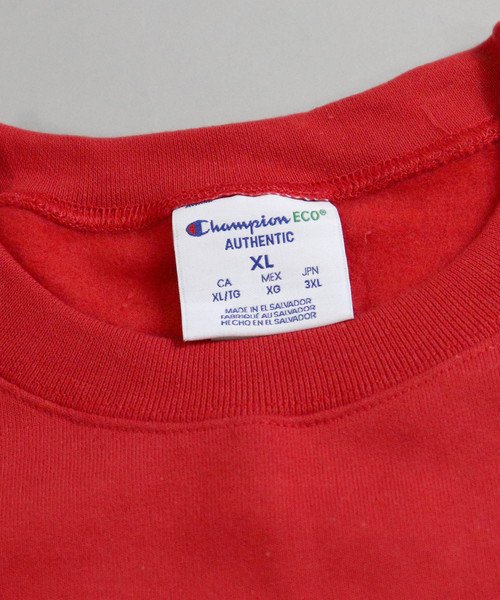 Champion ECO®
AUTHENTIC
XL
CA MEX JPN
XL/TG XG 3XL
MADE IN EL SALVADOR
FABRIQUÉ AU SALVADOR
HECHO EN EL SALVADOR